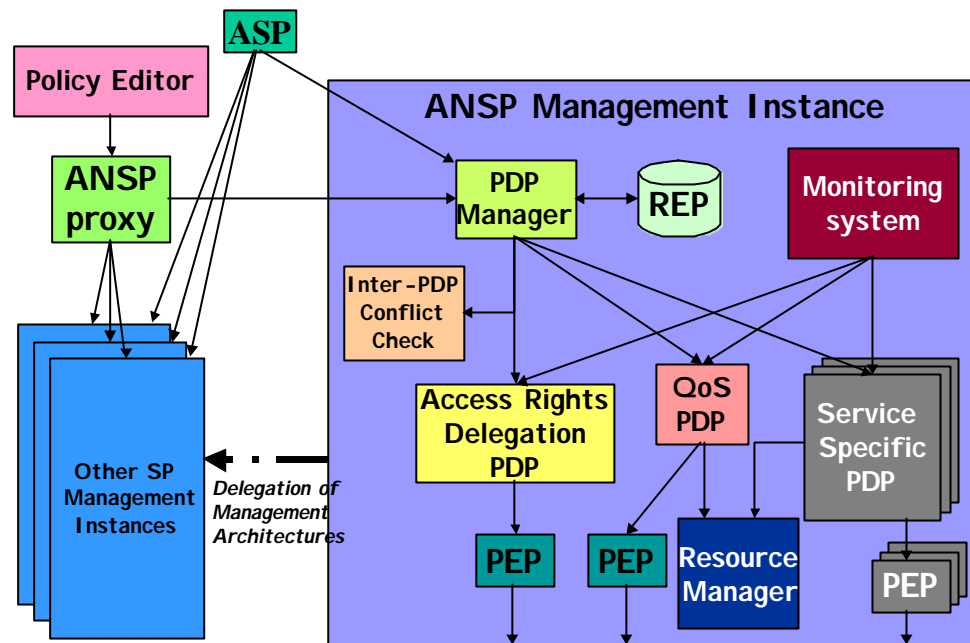 ASP
Policy Editor
ANSP Management Instance
ANSP
proxy
PDP
Manager
REP
Monitoring
system
Inter-PDP
Conflict
Check
Access Rights
Delegation
PDP
QoS
PDP
Service
Specific
PDP
Other SP
Management
Instances
Delegation of
Management
Architectures
PEP
PEP
Resource
Manager
PEP